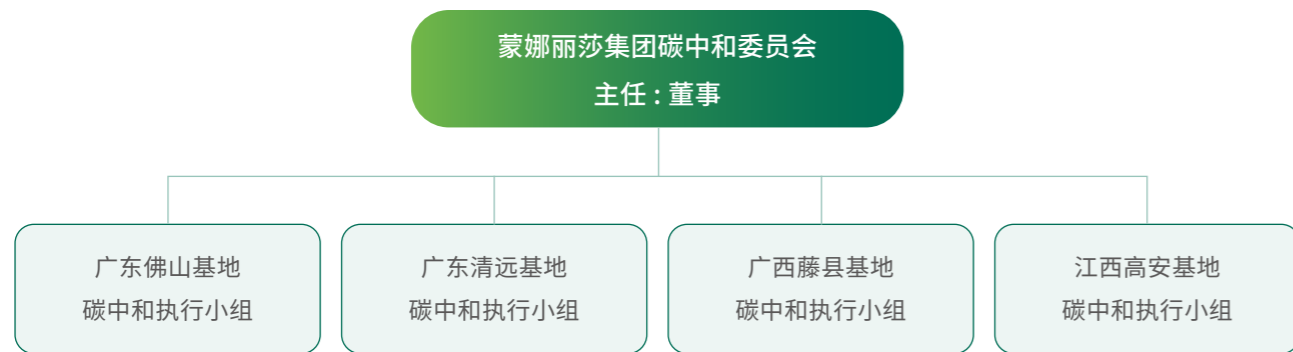 蒙娜丽莎集团碳中和委员会
主任：董事
广东佛山基地
碳中和执行小组
广东清远基地
碳中和执行小组
广西藤县基地
碳中和执行小组
江西高安基地
碳中和执行小组